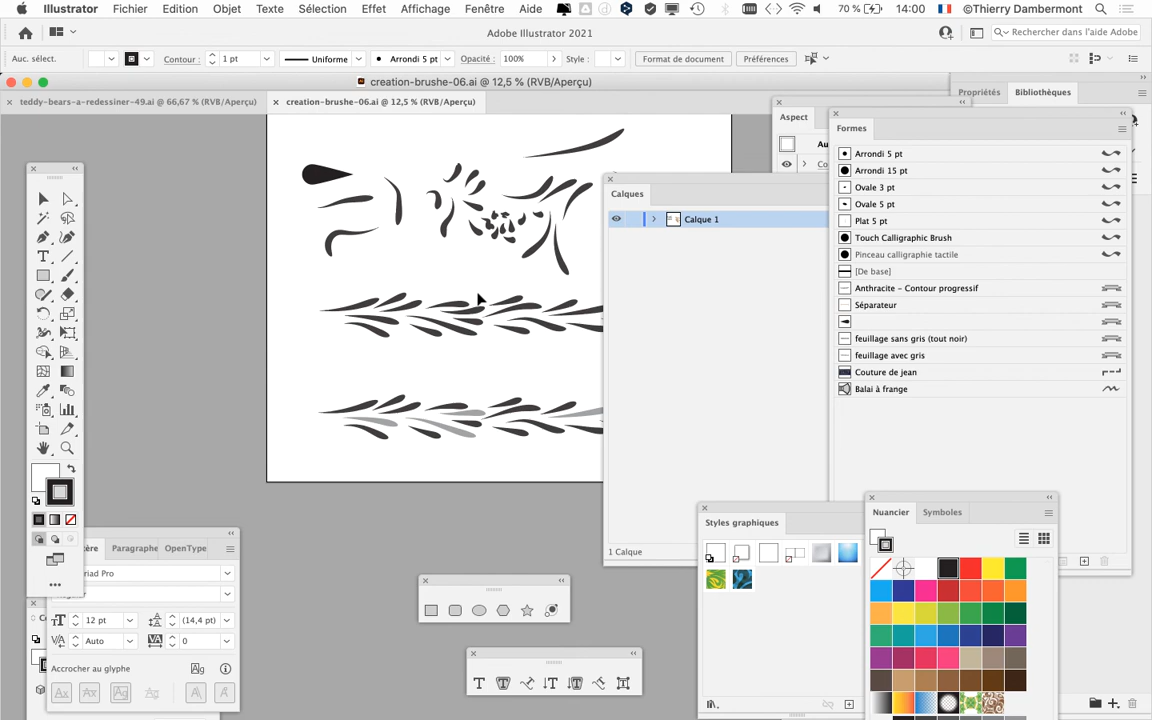 Illustrator Fichier Edition Objet Texte Sélection Effet Affichage Fenêtre Aide 70 % 14:00 ©Thierry Dambermont
Adobe Illustrator 2021
Rechercher dans l'aide Adobe
Auc. sélect. Contour : 1 pt Uniforme Arrondi 5 pt Opacité : 100% Style : Format de document Préférences
creation-brushe-06.ai @ 12,5 % (RVB/Aperçu)
teddy-bears-a-redessiner-49.ai @ 66,67 % (RVB/Aperçu)
creation-brushe-06.ai @ 12,5 % (RVB/Aperçu)
Propriétés Bibliothèques
Aspect
Au
Co
Formes
Arrondi 5 pt
Arrondi 15 pt
Ovale 3 pt
Ovale 5 pt
Plat 5 pt
Touch Calligraphic Brush
Pinceau calligraphie tactile
[De base]
Anthracite - Contour progressif
Séparateur
feuillage sans gris (tout noir)
feuillage avec gris
Couture de jean
Balai à frange
Calques
Calque 1
1 Calque
Styles graphiques
Nuancier Symboles
tère Paragraphe OpenType
riad Pro
12 pt (14,4 pt)
Auto 0
Accrocher au glyphe